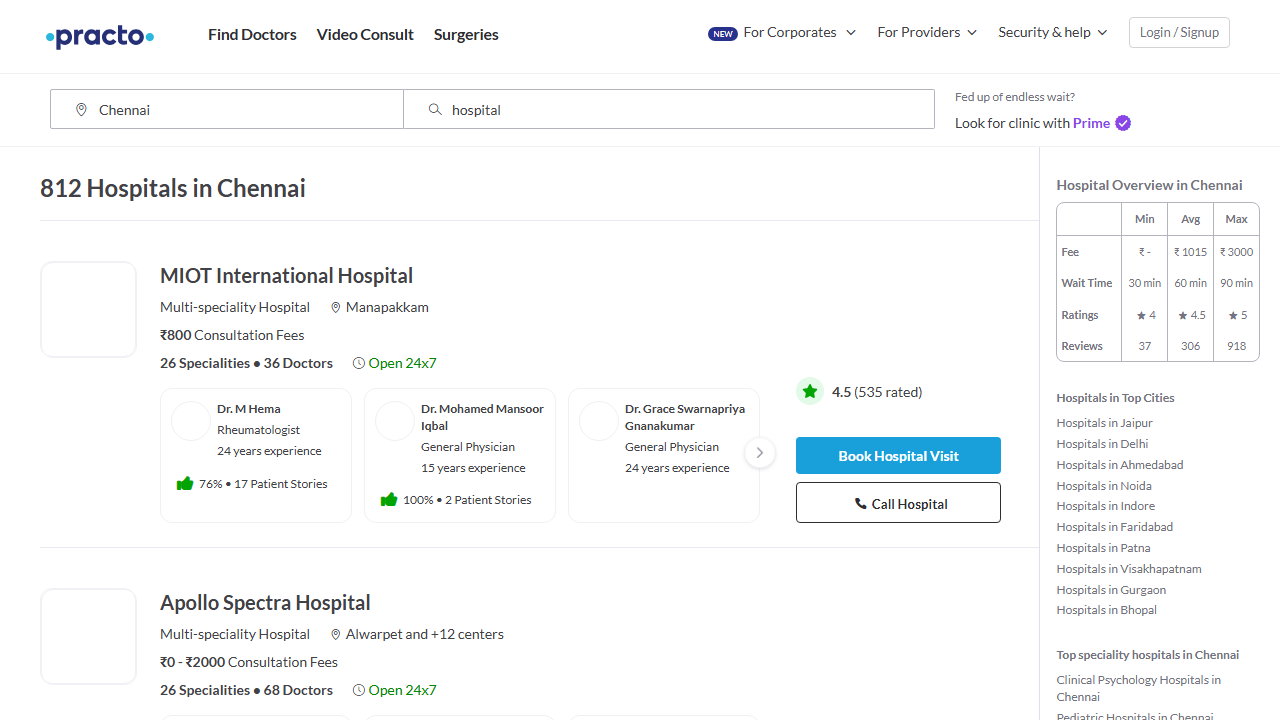 practo
Find Doctors
Video Consult
Surgeries
NEW For Corporates
For Providers
Security & help
Login / Signup
Chennai
hospital
Fed up of endless wait?
Look for clinic with Prime
812 Hospitals in Chennai
MIOT International Hospital
Multi-speciality Hospital
Manapakkam
₹800 Consultation Fees
26 Specialities • 36 Doctors
Open 24x7
Dr. M Hema
Rheumatologist
24 years experience
76% • 17 Patient Stories
Dr. Mohamed Mansoor
Iqbal
General Physician
15 years experience
100% • 2 Patient Stories
Dr. Grace Swarnapriya
Gnanakumar
General Physician
24 years experience
4.5 (535 rated)
Book Hospital Visit
Call Hospital
Apollo Spectra Hospital
Multi-speciality Hospital
Alwarpet and +12 centers
₹0 - ₹2000 Consultation Fees
26 Specialities • 68 Doctors
Open 24x7
Hospital Overview in Chennai
Min Avg Max
Fee ₹ - ₹ 1015 ₹ 3000
Wait Time 30 min 60 min 90 min
Ratings ★ 4 ★ 4.5 ★ 5
Reviews 37 306 918
Hospitals in Top Cities
Hospitals in Jaipur
Hospitals in Delhi
Hospitals in Ahmedabad
Hospitals in Noida
Hospitals in Indore
Hospitals in Faridabad
Hospitals in Patna
Hospitals in Visakhapatnam
Hospitals in Gurgaon
Hospitals in Bhopal
Top speciality hospitals in Chennai
Clinical Psychology Hospitals in
Chennai
Pediatric Hospitals in Chennai